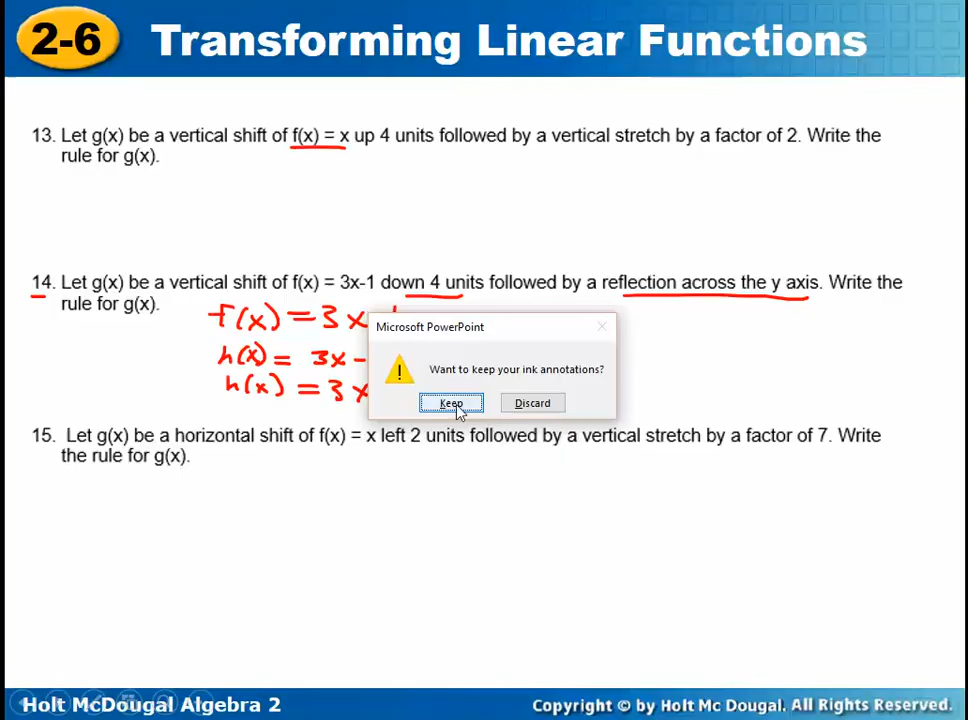 2-6 Transforming Linear Functions
13. Let g(x) be a vertical shift of f(x) = x up 4 units followed by a vertical stretch by a factor of 2. Write the
rule for g(x).
14. Let g(x) be a vertical shift of f(x) = 3x-1 down 4 units followed by a reflection across the y axis. Write the
rule for g(x).
f(x) = 3x
Microsoft PowerPoint
h(x) = 3x -
Want to keep your ink annotations?
h(x) = 3x
Keep Discard
15. Let g(x) be a horizontal shift of f(x) = x left 2 units followed by a vertical stretch by a factor of 7. Write
the rule for g(x).
Holt McDougal Algebra 2
Copyright © by Holt Mc Dougal. All Rights Reserved.